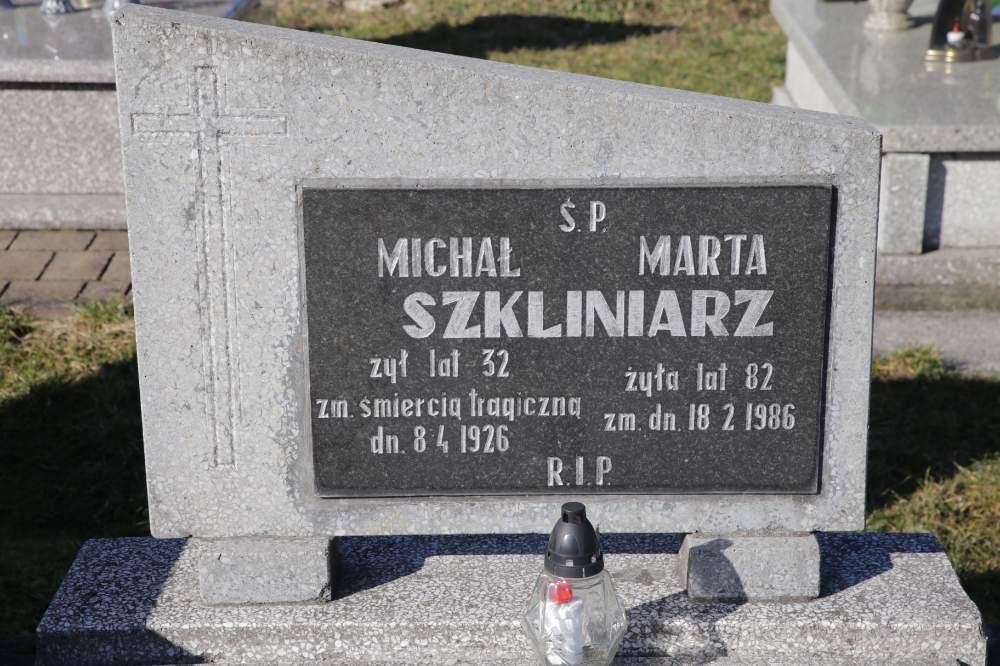 Ś. P.
MICHAŁ MARTA
SZKLINIARZ
żył lat 32
zm. śmiercią tragiczną
dn. 8 4 1926
żyła lat 82
zm. dn. 18 2 1986
R.I.P.